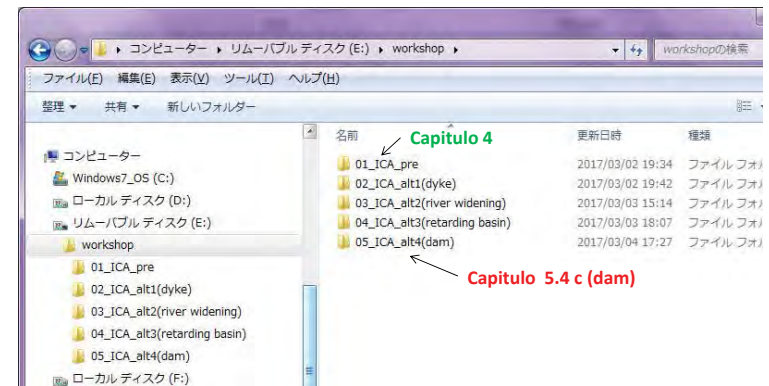 コンピューター ▸ リムーバブル ディスク (E:) ▸ workshop ▸
workshopの検索
ファイル(F) 編集(E) 表示(V) ツール(T) ヘルプ(H)
整理 ▼ 共有 ▼ 新しいフォルダー
名前 更新日時 種類
Capitulo 4
01_ICA_pre 2017/03/02 19:34 ファイル フォル
02_ICA_alt1(dyke) 2017/03/02 19:42 ファイル フォル
03_ICA_alt2(river widening) 2017/03/03 15:14 ファイル フォル
04_ICA_alt3(retarding basin) 2017/03/03 18:07 ファイル フォル
05_ICA_alt4(dam) 2017/03/04 17:27 ファイル フォル
Capitulo 5.4 c (dam)
コンピューター
Windows7_OS (C:)
ローカル ディスク (D:)
リムーバブル ディスク (E:)
workshop
01_ICA_pre
02_ICA_alt1(dyke)
03_ICA_alt2(river widening)
04_ICA_alt3(retarding basin)
05_ICA_alt4(dam)
ローカル ディスク (F:)